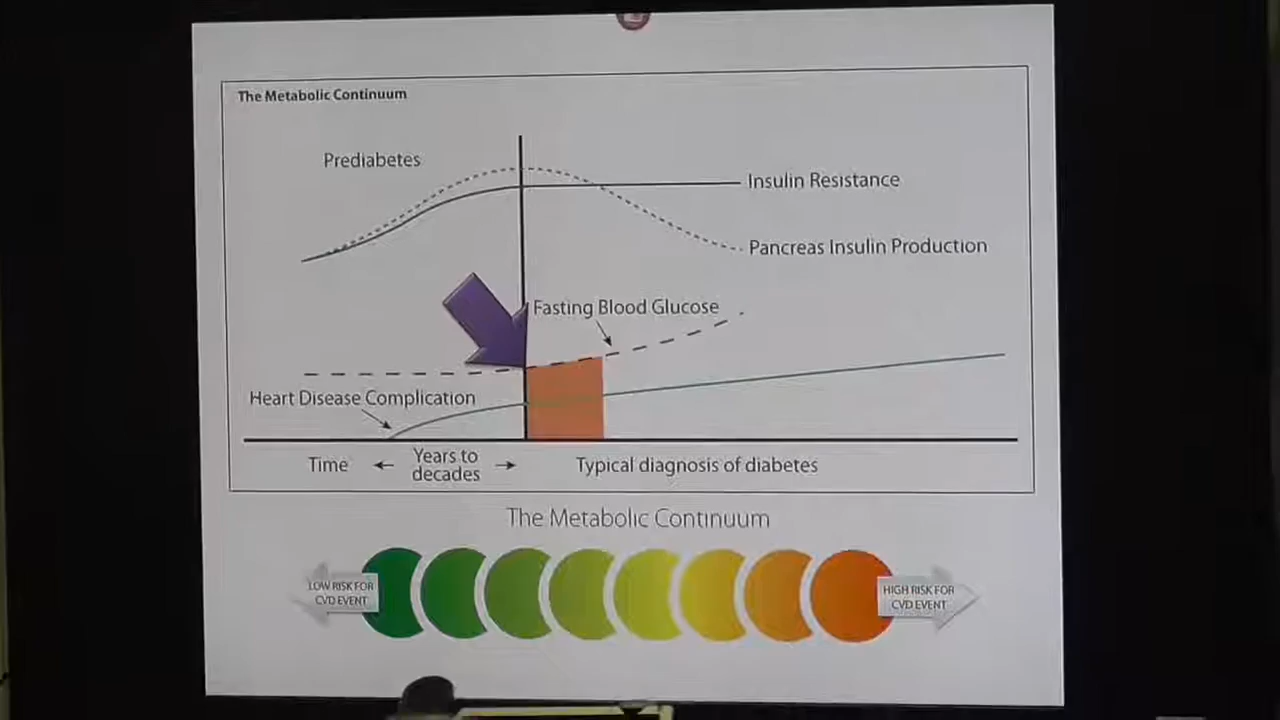 The Metabolic Continuum
Prediabetes
Insulin Resistance
Pancreas Insulin Production
Fasting Blood Glucose
Heart Disease Complication
Time
Years to
decades
Typical diagnosis of diabetes
The Metabolic Continuum
LOW RISK FOR
CVD EVENT
HIGH RISK FOR
CVD EVENT